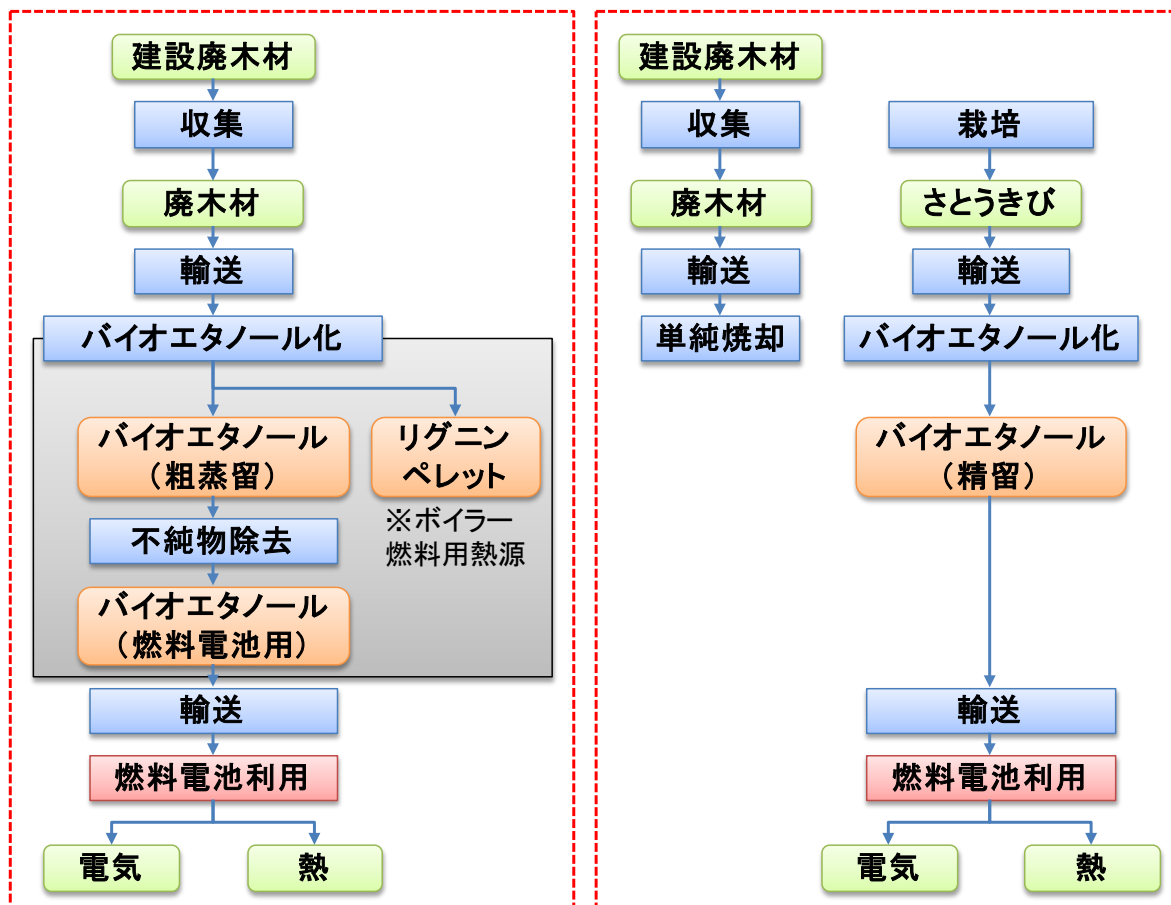 建設廃木材
収集
廃木材
輸送
バイオエタノール化
バイオエタノール
（粗蒸留）
リグニン
ペレット
※ボイラー
燃料用熱源
不純物除去
バイオエタノール
（燃料電池用）
輸送
燃料電池利用
電気
熱
建設廃木材
収集
廃木材
輸送
単純焼却
栽培
さとうきび
輸送
バイオエタノール化
バイオエタノール
（精留）
輸送
燃料電池利用
電気
熱